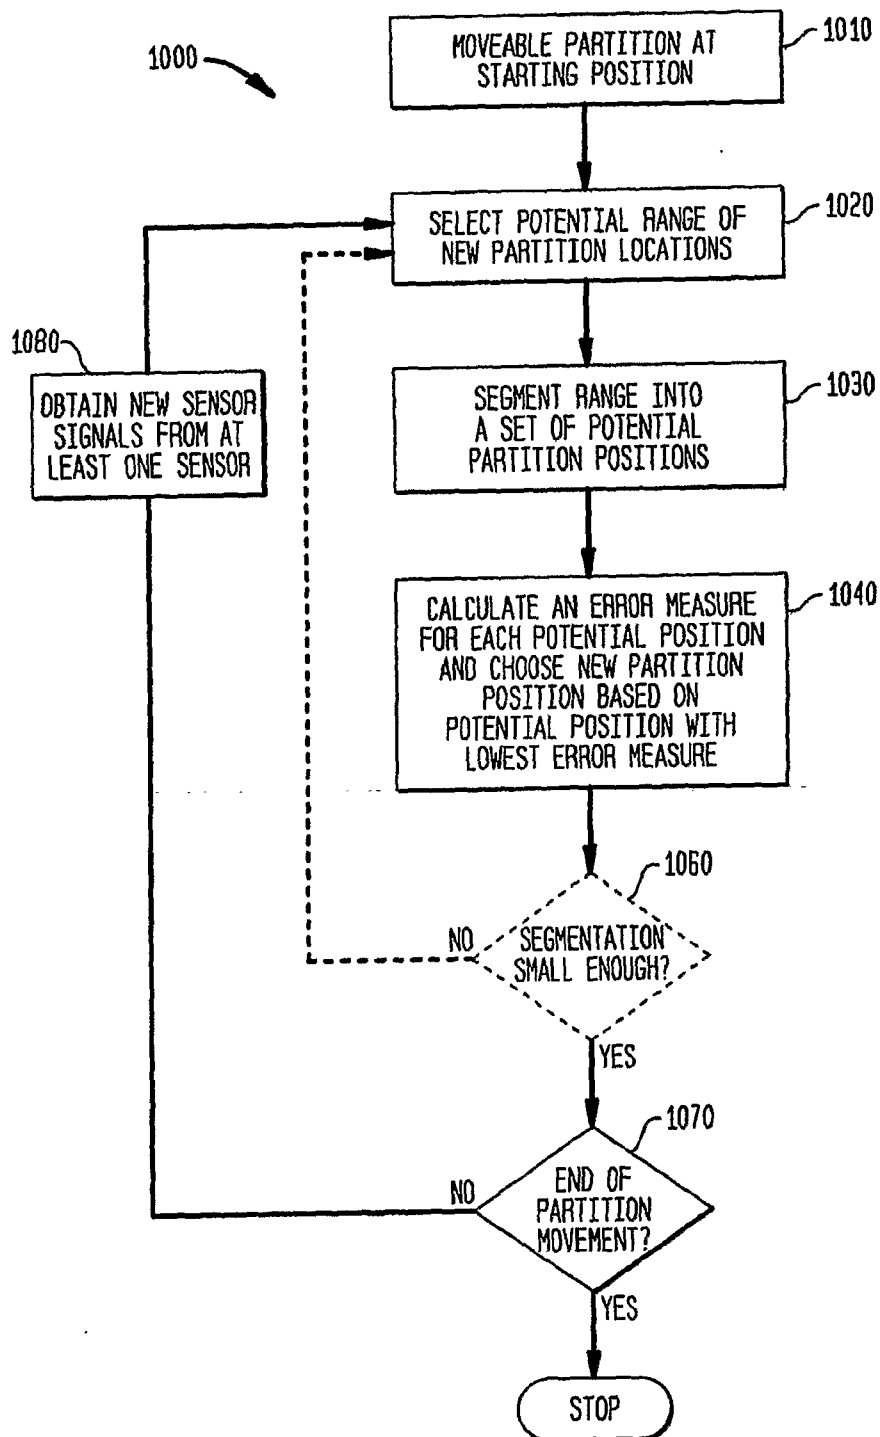 1000
MOVEABLE PARTITION AT
STARTING POSITION
1010
SELECT POTENTIAL RANGE OF
NEW PARTITION LOCATIONS
1020
1080
OBTAIN NEW SENSOR
SIGNALS FROM AT
LEAST ONE SENSOR
SEGMENT RANGE INTO
A SET OF POTENTIAL
PARTITION POSITIONS
1030
CALCULATE AN ERROR MEASURE
FOR EACH POTENTIAL POSITION
AND CHOOSE NEW PARTITION
POSITION BASED ON
POTENTIAL POSITION WITH
LOWEST ERROR MEASURE
1040
1060
NO
SEGMENTATION
SMALL ENOUGH?
YES
1070
NO
END OF
PARTITION
MOVEMENT?
YES
STOP